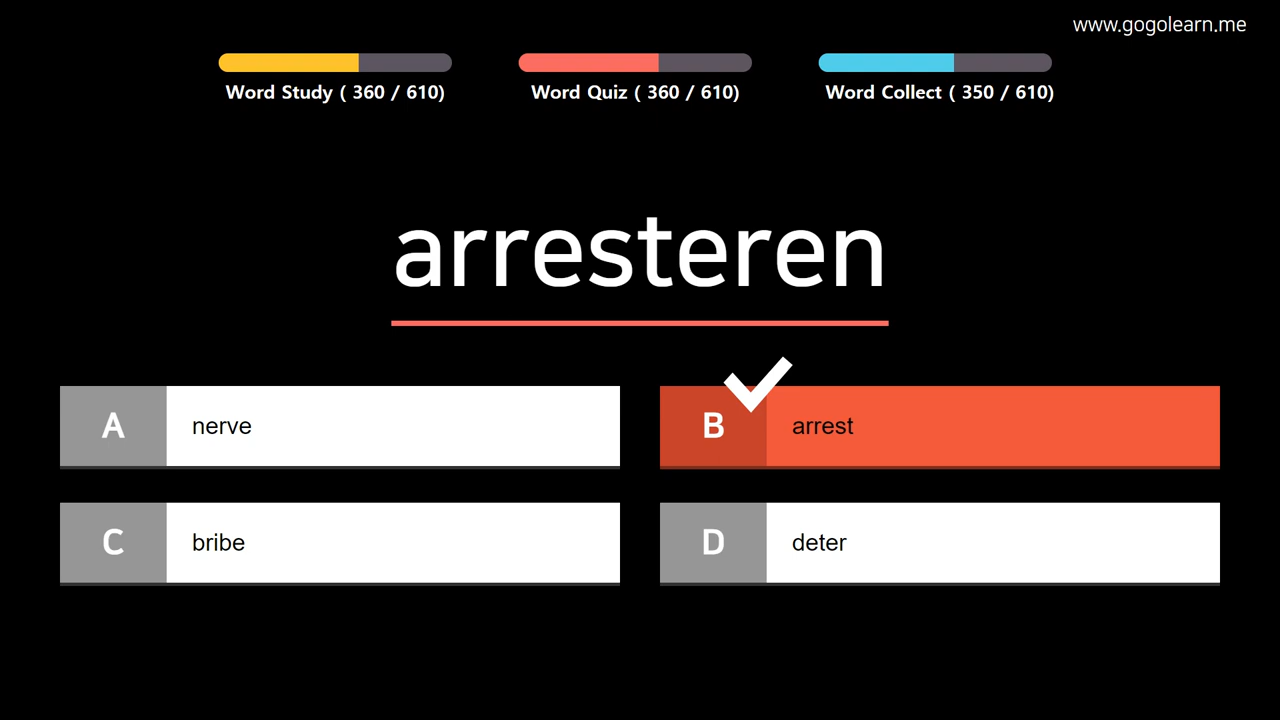 www.gogolearn.me
Word Study ( 360 / 610)
Word Quiz ( 360 / 610)
Word Collect ( 350 / 610)
arresteren
A nerve
B arrest
C bribe
D deter